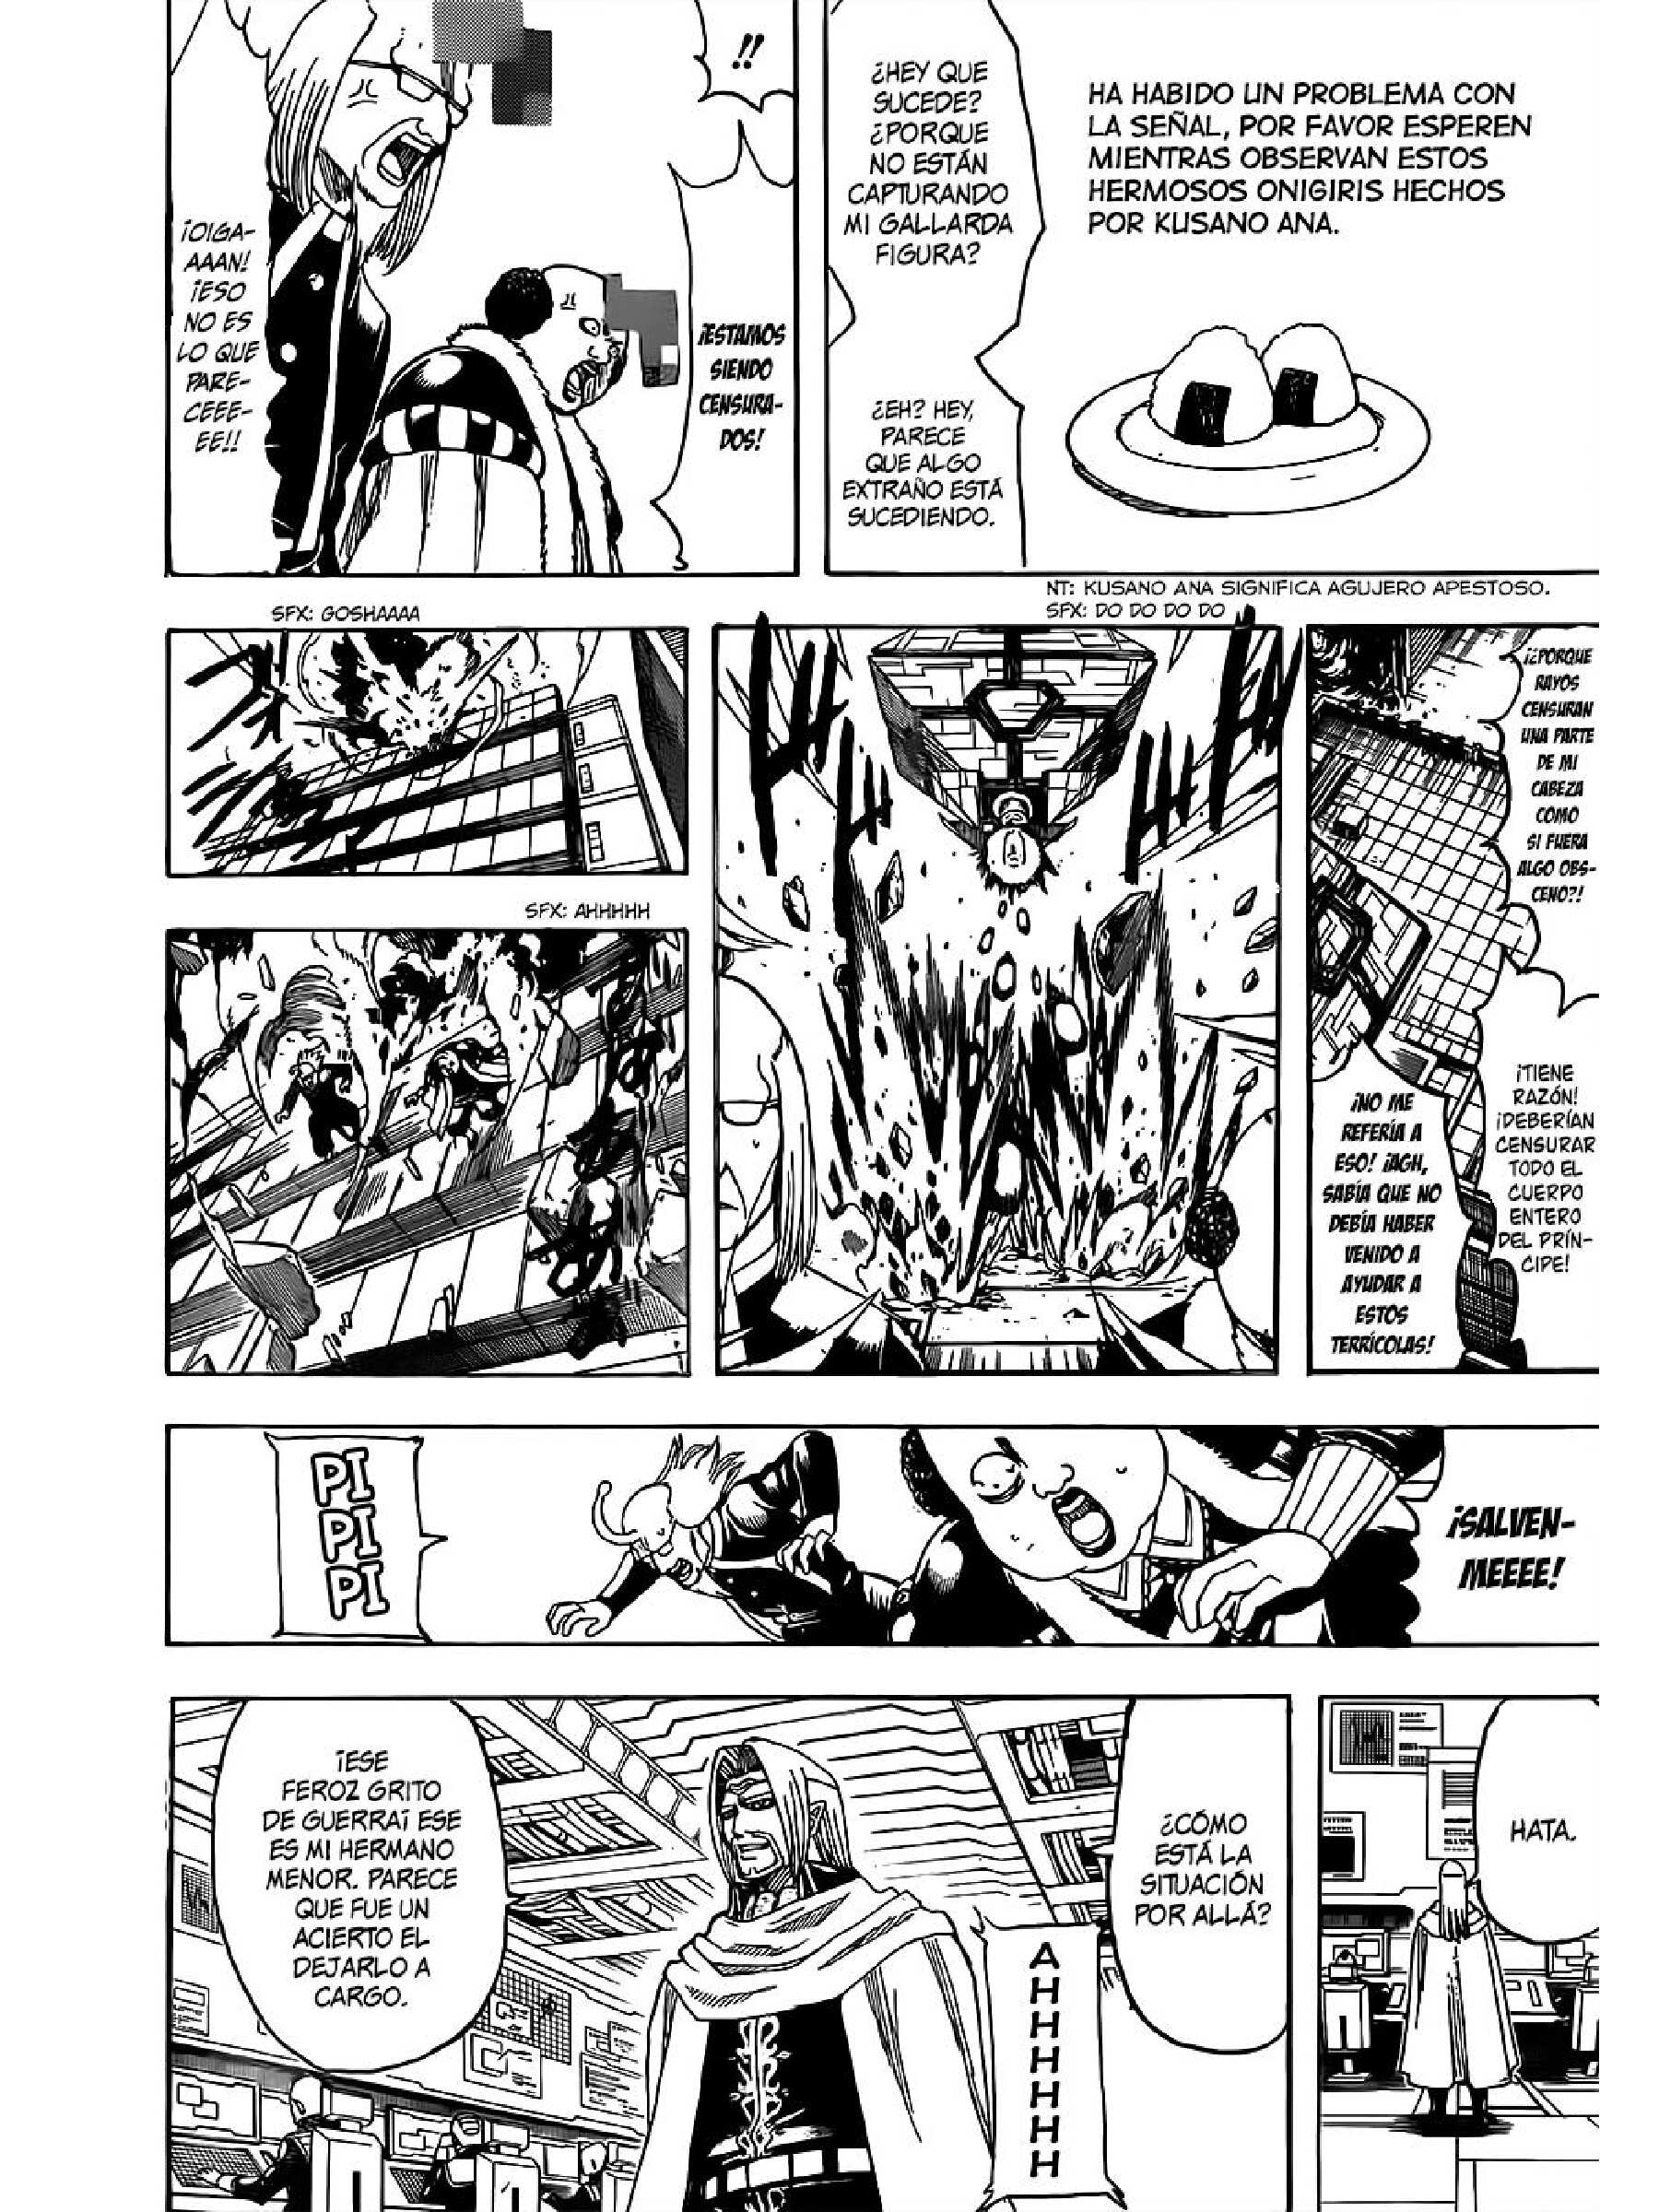 HA HABIDO UN PROBLEMA CON
LA SEÑAL, POR FAVOR ESPEREN
MIENTRAS OBSERVAN ESTOS
HERMOSOS ONIGIRIS HECHOS
POR KUSANO ANA.
¿HEY QUE
SUCEDE?
¿PORQUE
NO ESTÁN
CAPTURANDO
MI GALLARDA
FIGURA?
¿EH? HEY,
PARECE
QUE ALGO
EXTRAÑO ESTÁ
SUCEDIENDO.
!!
¡ESTAMOS
SIENDO
CENSURA-
DOS!
¡OIGA-
AAAN!
¡ESO
NO ES
LO QUE
PARE-
CEEE-
EE!!
NT: KUSANO ANA SIGNIFICA AGUJERO APESTOSO.
SFX: DO DO DO DO
¡¿PORQUE
RAYOS
CENSURAN
UNA PARTE
DE MI
CABEZA
COMO
SI FUERA
ALGO OBS-
CENO?!
¡TIENE
RAZÓN!
¡DEBERÍAN
CENSURAR
TODO EL
CUERPO
ENTERO
DEL PRÍN-
CIPE!
¡NO ME
REFERÍA A
ESO! ¡AGH,
SABÍA QUE NO
DEBÍA HABER
VENIDO A
AYUDAR A
ESTOS
TERRÍCOLAS!
SFX: GOSHAAAA
SFX: AHHHHH
¡SALVEN-
MEEEE!
PI
PI
PI
HATA.
¿CÓMO
ESTÁ LA
SITUACIÓN
POR ALLÁ?
AHHHHHH
¡ESE
FEROZ GRITO
DE GUERRA¡ ESE
ES MI HERMANO
MENOR. PARECE
QUE FUE UN
ACIERTO EL
DEJARLO A
CARGO.